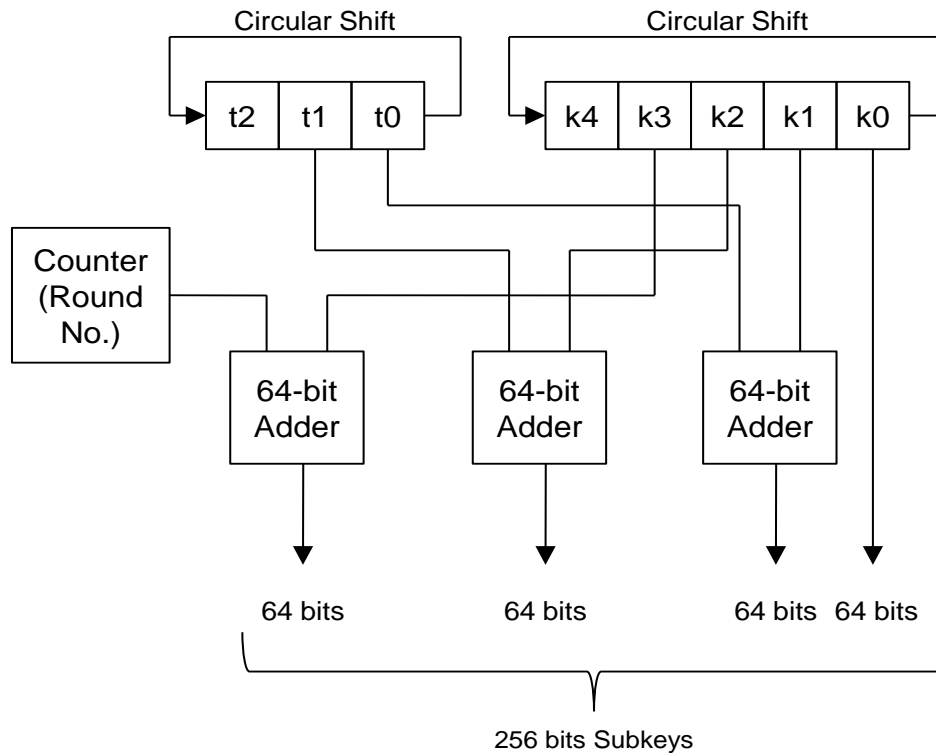 Circular Shift
Circular Shift
t2 t1 t0
k4 k3 k2 k1 k0
Counter
(Round
No.)
64-bit
Adder
64-bit
Adder
64-bit
Adder
64 bits
64 bits
64 bits
64 bits
256 bits Subkeys